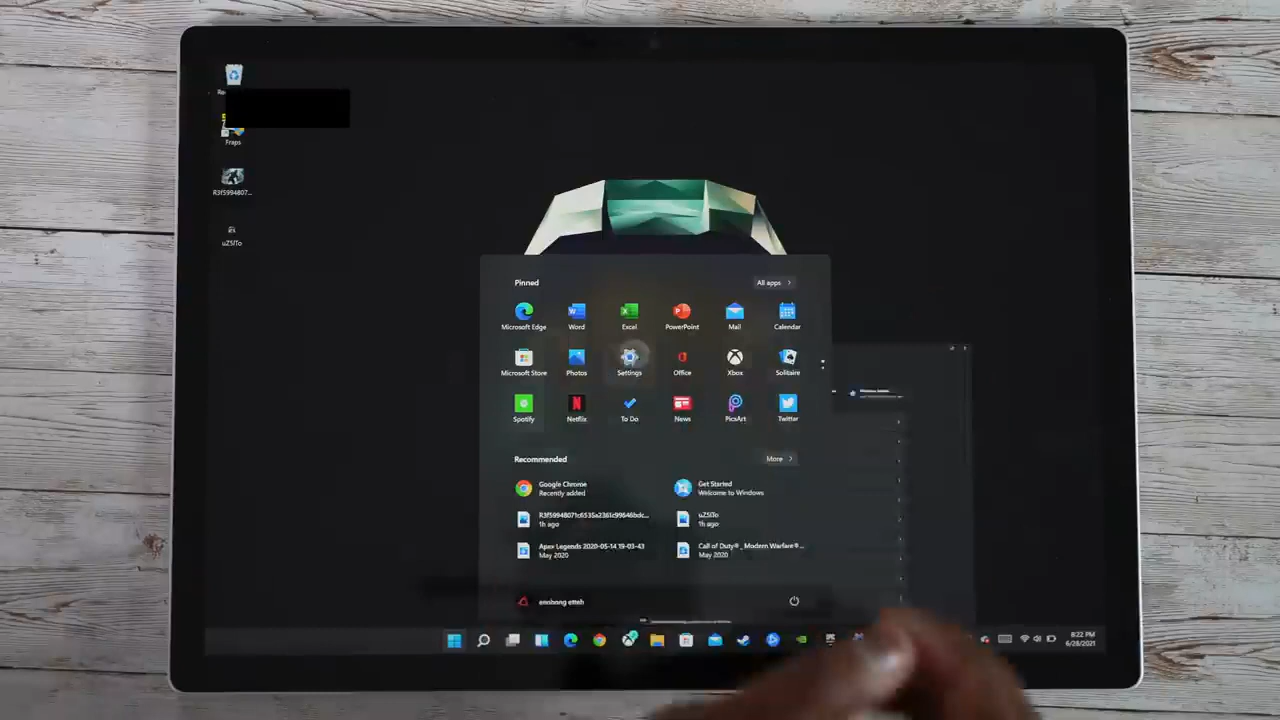 Fraps
R3f5994807...
uZ5lTo
Pinned
All apps
Microsoft Edge
Word
Excel
PowerPoint
Mail
Calendar
Microsoft Store
Photos
Settings
Office
Xbox
Solitaire
Spotify
Netflix
To Do
News
PicsArt
Twitter
Recommended
More
Google Chrome
Recently added
Get Started
Welcome to Windows
R3f59948071c6535a2361c99646bdc...
1h ago
uZ5lTo
1h ago
Apex Legends 2020-05-14 19-03-43
May 2020
Call of Duty® _ Modern Warfare®...
May 2020
8:22 PM
6/28/2021